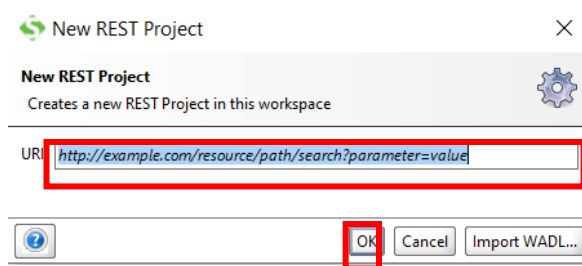 New REST Project
New REST Project
Creates a new REST Project in this workspace
URI http://example.com/resource/path/search?parameter=value
OK Cancel Import WADL...